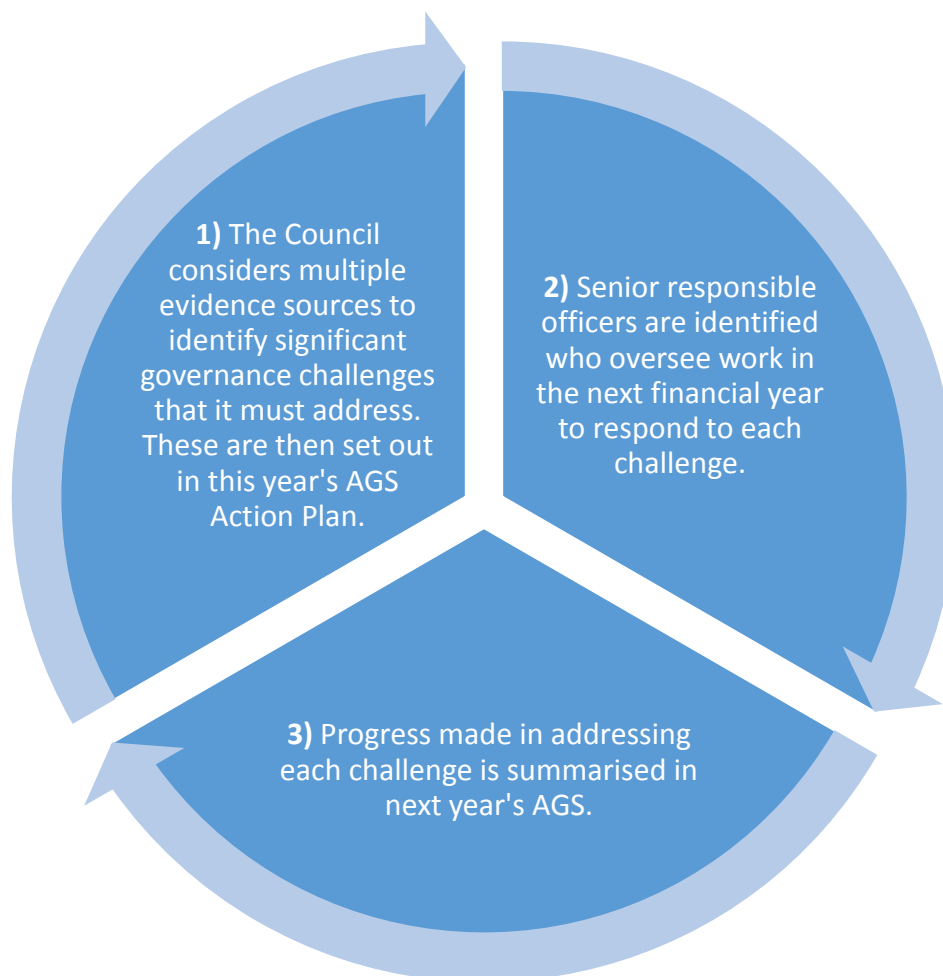 1) The Council
considers multiple
evidence sources to
identify significant
governance challenges
that it must address.
These are then set out
in this year's AGS
Action Plan.
2) Senior responsible
officers are identified
who oversee work in
the next financial year
to respond to each
challenge.
3) Progress made in addressing
each challenge is summarised in
next year's AGS.